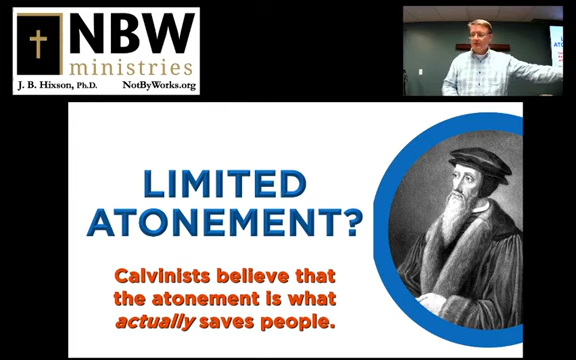 NBW
ministries
J. B. Hixson, Ph.D. NotByWorks.org
LIMITED
ATONEMENT?
Calvinists believe that
the atonement is what
actually saves people.